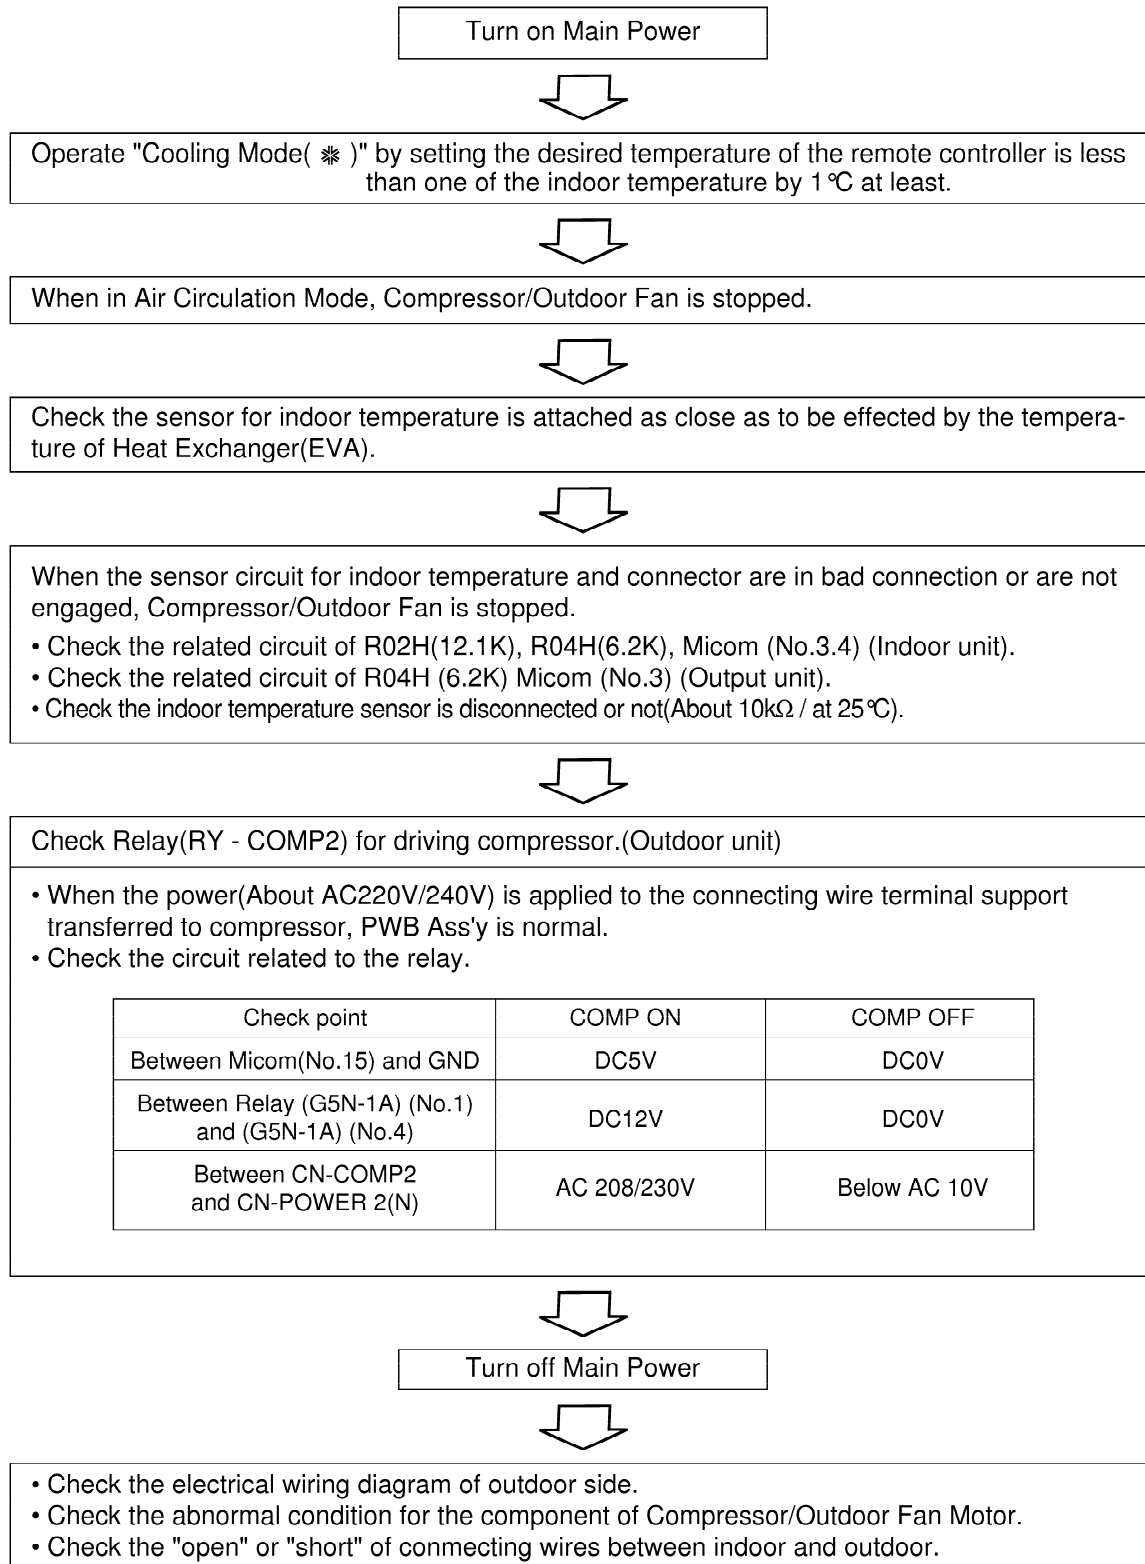 Turn on Main Power
Operate "Cooling Mode( ❋ )" by setting the desired temperature of the remote controller is less
than one of the indoor temperature by 1°C at least.
When in Air Circulation Mode, Compressor/Outdoor Fan is stopped.
Check the sensor for indoor temperature is attached as close as to be effected by the tempera-
ture of Heat Exchanger(EVA).
When the sensor circuit for indoor temperature and connector are in bad connection or are not
engaged, Compressor/Outdoor Fan is stopped.
• Check the related circuit of R02H(12.1K), R04H(6.2K), Micom (No.3.4) (Indoor unit).
• Check the related circuit of R04H (6.2K) Micom (No.3) (Output unit).
• Check the indoor temperature sensor is disconnected or not(About 10kΩ / at 25°C).
Check Relay(RY - COMP2) for driving compressor.(Outdoor unit)
• When the power(About AC220V/240V) is applied to the connecting wire terminal support
transferred to compressor, PWB Ass'y is normal.
• Check the circuit related to the relay.
Check point COMP ON COMP OFF
Between Micom(No.15) and GND DC5V DC0V
Between Relay (G5N-1A) (No.1)
and (G5N-1A) (No.4) DC12V DC0V
Between CN-COMP2
and CN-POWER 2(N) AC 208/230V Below AC 10V
Turn off Main Power
• Check the electrical wiring diagram of outdoor side.
• Check the abnormal condition for the component of Compressor/Outdoor Fan Motor.
• Check the "open" or "short" of conmecting wires between indoor and outdoor.